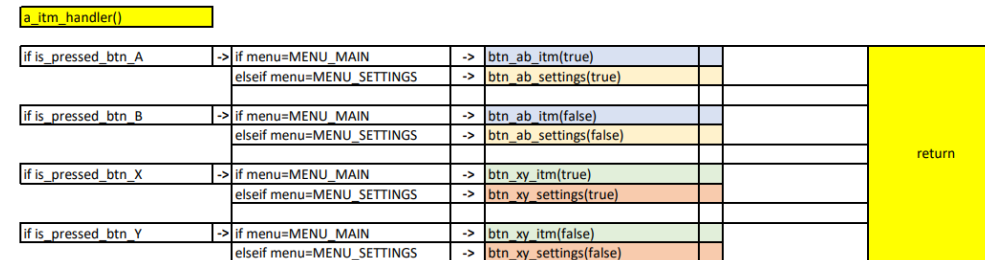 a_itm_handler()
if is_pressed_btn_A -> if menu=MENU_MAIN -> btn_ab_itm(true)
elseif menu=MENU_SETTINGS -> btn_ab_settings(true)
if is_pressed_btn_B -> if menu=MENU_MAIN -> btn_ab_itm(false)
elseif menu=MENU_SETTINGS -> btn_ab_settings(false)
return
if is_pressed_btn_X -> if menu=MENU_MAIN -> btn_xy_itm(true)
elseif menu=MENU_SETTINGS -> btn_xy_settings(true)
if is_pressed_btn_Y -> if menu=MENU_MAIN -> btn_xy_itm(false)
elseif menu=MENU_SETTINGS -> btn_xy_settings(false)